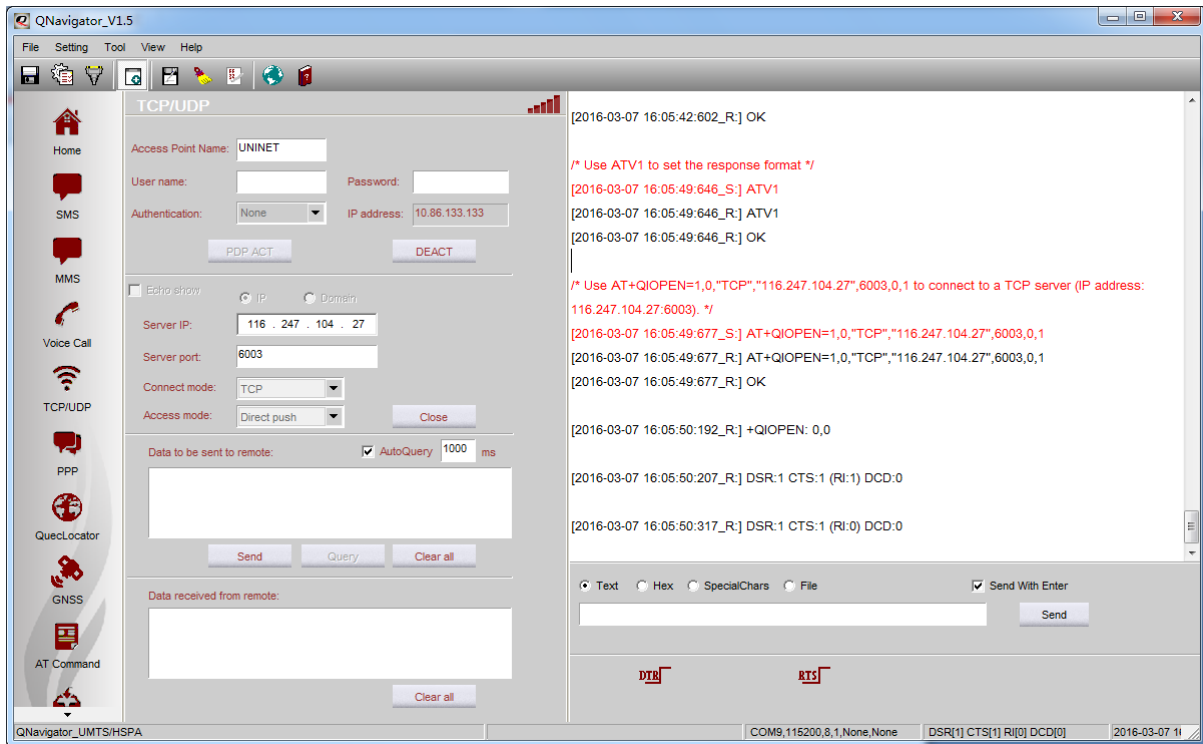 QNavigator_V1.5
File Setting Tool View Help
Home
SMS
MMS
Voice Call
TCP/UDP
PPP
QuecLocator
GNSS
AT Command
TCP/UDP
Access Point Name: UNINET
User name: Password:
Authentication: None IP address: 10.86.133.133
PDP ACT DEACT
Echo show IP Domain
Server IP: 116 . 247 . 104 . 27
Server port: 6003
Connect mode: TCP
Access mode: Direct push Close
Data to be sent to remote: AutoQuery 1000 ms
Send Query Clear all
Data received from remote:
Clear all
[2016-03-07 16:05:42:602_R:] OK
/* Use ATV1 to set the response format */
[2016-03-07 16:05:49:646_S:] ATV1
[2016-03-07 16:05:49:646_R:] ATV1
[2016-03-07 16:05:49:646_R:] OK
/* Use AT+QIOPEN=1,0,"TCP","116.247.104.27",6003,0,1 to connect to a TCP server (IP address:
116.247.104.27:6003). */
[2016-03-07 16:05:49:677_S:] AT+QIOPEN=1,0,"TCP","116.247.104.27",6003,0,1
[2016-03-07 16:05:49:677_R:] AT+QIOPEN=1,0,"TCP","116.247.104.27",6003,0,1
[2016-03-07 16:05:49:677_R:] OK
[2016-03-07 16:05:50:192_R:] +QIOPEN: 0,0
[2016-03-07 16:05:50:207_R:] DSR:1 CTS:1 (RI:1) DCD:0
[2016-03-07 16:05:50:317_R:] DSR:1 CTS:1 (RI:0) DCD:0
Text Hex SpecialChars File Send With Enter
Send
DTR RTS
QNavigator_UMTS/HSPA COM9,115200,8,1,None,None DSR[1] CTS[1] RI[0] DCD[0] 2016-03-07